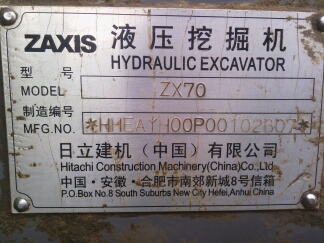 ZAXIS 液压挖掘机
HYDRAULIC EXCAVATOR
型号
MODEL ZX70
制造编号
MFG.NO.
日立建机(中国)有限公司
Hitachi Construction Machinery(China)Co.,Ltd.
中国·安徽·合肥市南郊新城8号信箱
P.O.Box No.8 South Suburbs New City Hefei,Anhui China